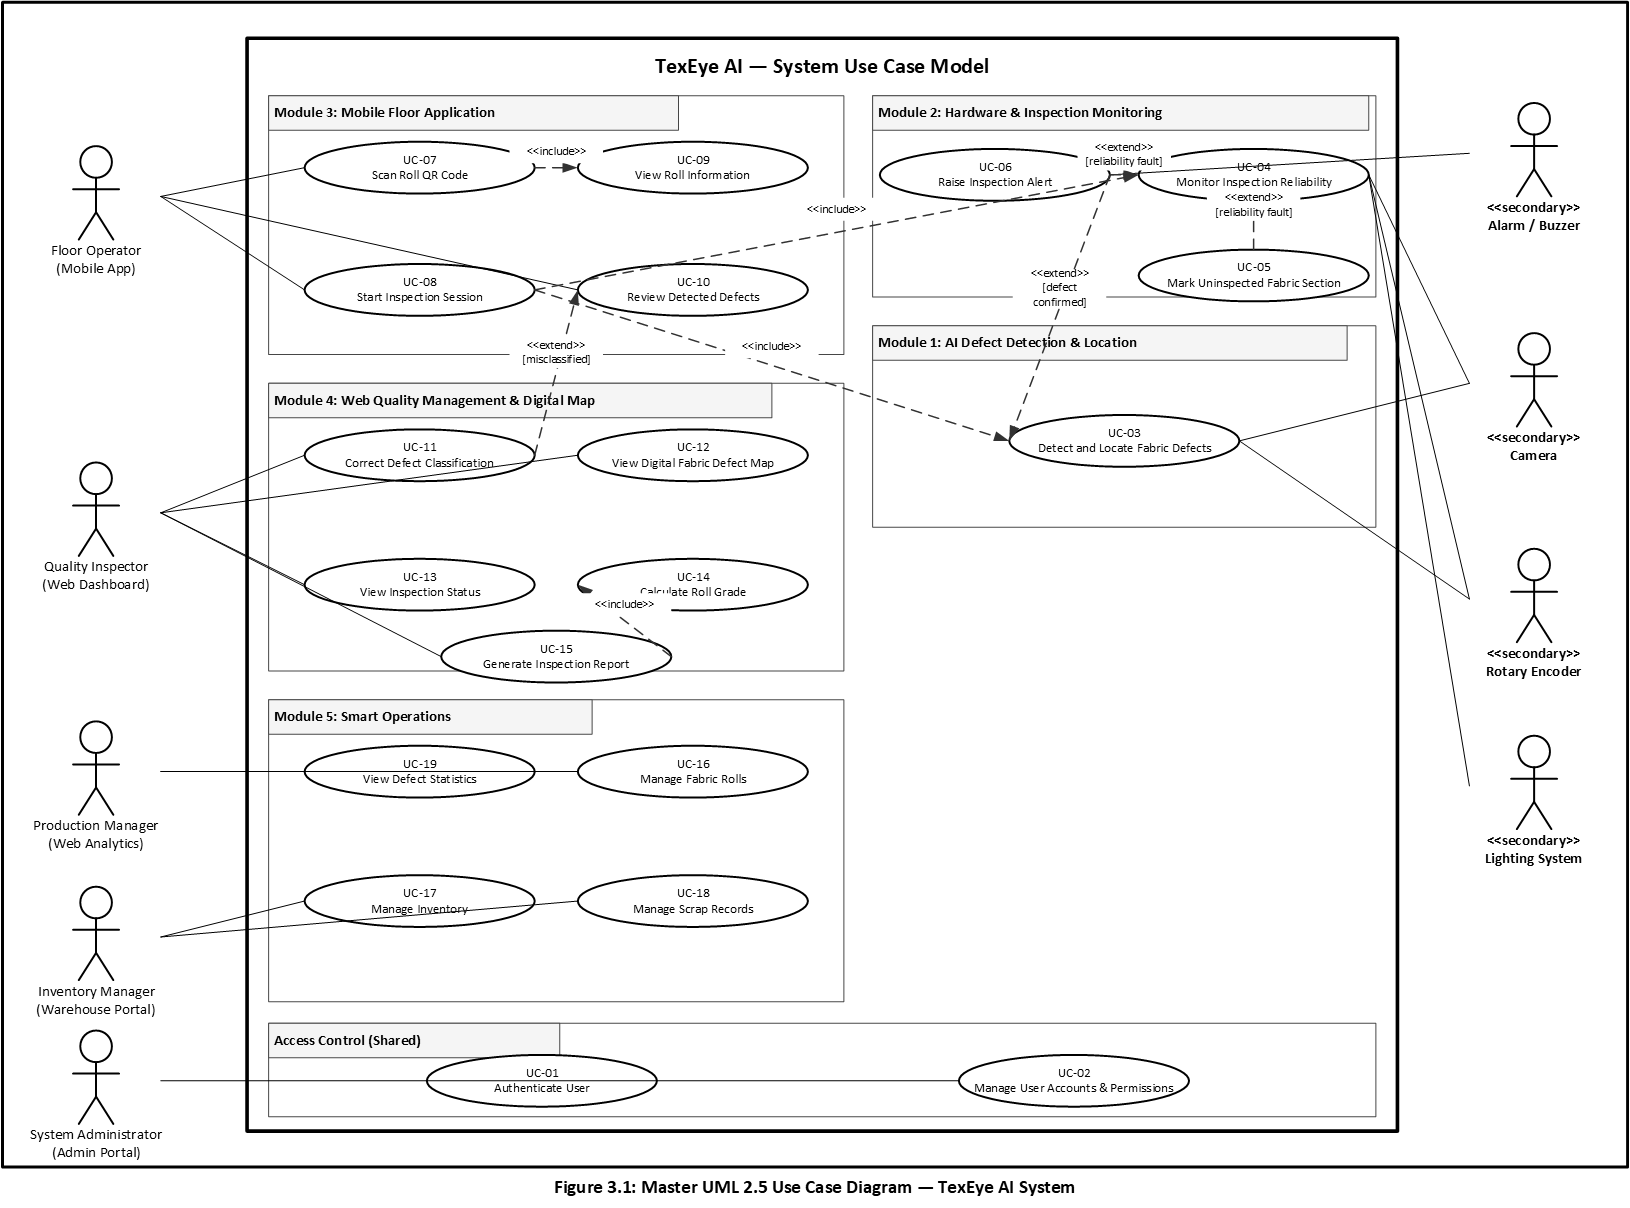 TexEye AI — System Use Case Model
Module 3: Mobile Floor Application
UC-07
Scan Roll QR Code
<<include>>
UC-09
View Roll Information
UC-08
Start Inspection Session
UC-10
Review Detected Defects
<<include>>
<<include>>
<<extend>>
[misclassified]
Module 2: Hardware & Inspection Monitoring
UC-06
Raise Inspection Alert
<<extend>>
[reliability fault]
UC-04
Monitor Inspection Reliability
<<extend>>
[reliability fault]
UC-05
Mark Uninspected Fabric Section
<<extend>>
[defect
confirmed]
Module 1: AI Defect Detection & Location
UC-03
Detect and Locate Fabric Defects
Module 4: Web Quality Management & Digital Map
UC-11
Correct Defect Classification
UC-12
View Digital Fabric Defect Map
UC-13
View Inspection Status
UC-14
Calculate Roll Grade
<<include>>
UC-15
Generate Inspection Report
Module 5: Smart Operations
UC-19
View Defect Statistics
UC-16
Manage Fabric Rolls
UC-17
Manage Inventory
UC-18
Manage Scrap Records
Access Control (Shared)
UC-01
Authenticate User
UC-02
Manage User Accounts & Permissions
Floor Operator
(Mobile App)
Quality Inspector
(Web Dashboard)
Production Manager
(Web Analytics)
Inventory Manager
(Warehouse Portal)
System Administrator
(Admin Portal)
<<secondary>>
Alarm / Buzzer
<<secondary>>
Camera
<<secondary>>
Rotary Encoder
<<secondary>>
Lighting System
Figure 3.1: Master UML 2.5 Use Case Diagram — TexEye AI System